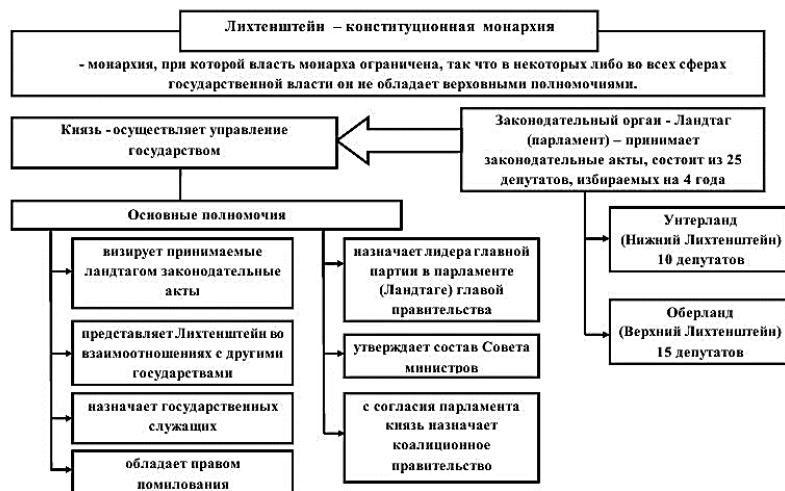 Лихтенштейн – конституционная монархия
- монархия, при которой власть монарха ограничена, так что в некоторых либо во всех сферах
государственной власти он не обладает верховными полномочиями.
Князь - осуществляет управление
государством
Законодательный орган - Ландтаг
(парламент) – принимает
законодательные акты, состоит из 25
депутатов, избираемых на 4 года
Основные полномочия
визирует принимаемые
ландтагом законодательные
акты
представляет Лихтенштейн во
взаимоотношениях с другими
государствами
назначает государственных
служащих
обладает правом
помилования
назначает лидера главной
партии в парламенте
(Ландтаге) главой
правительства
утверждает состав Совета
министров
с согласия парламента
князь назначает
коалиционное
правительство
Унтерланд
(Нижний Лихтенштейн)
10 депутатов
Оберланд
(Верхний Лихтенштейн)
15 депутатов